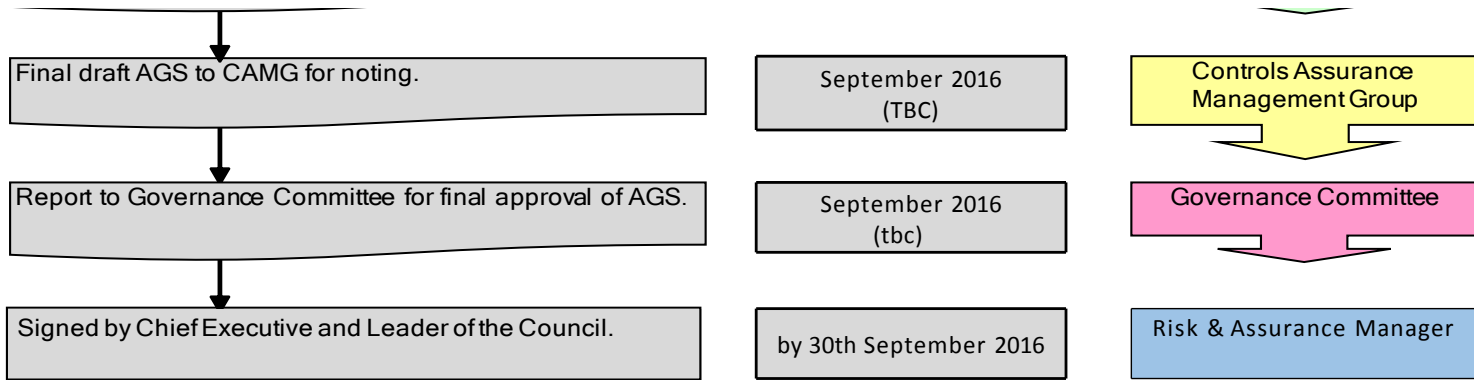 Final draft AGS to CAMG for noting.
September 2016
(TBC)
Controls Assurance
Management Group
Report to Governance Committee for final approval of AGS.
September 2016
(tbc)
Governance Committee
Signed by Chief Executive and Leader of the Council.
by 30th September 2016
Risk & Assurance Manager